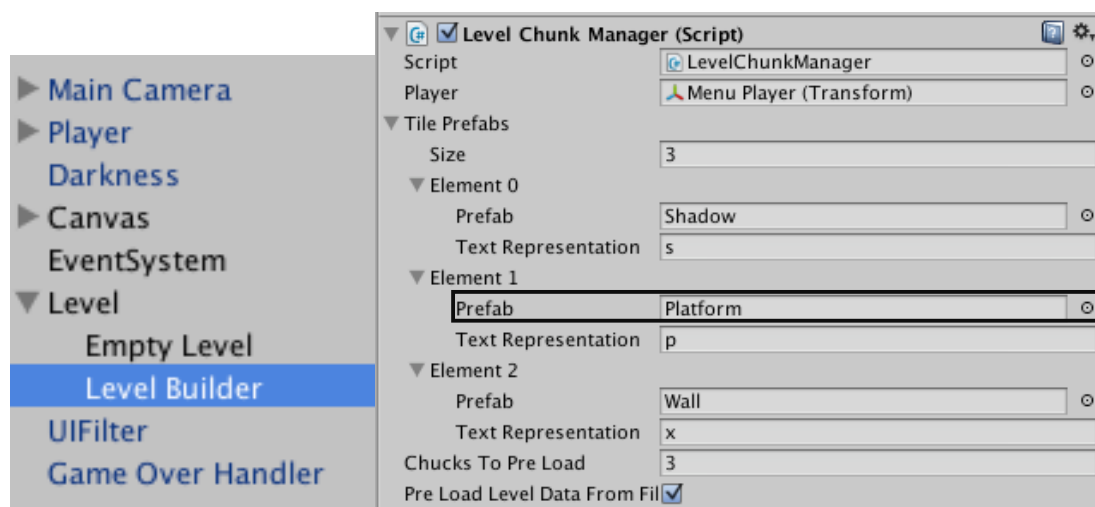 Main Camera
Player
Darkness
Canvas
EventSystem
Level
Empty Level
Level Builder
UIFilter
Game Over Handler
Level Chunk Manager (Script)
Script LevelChunkManager
Player Menu Player (Transform)
Tile Prefabs
Size 3
Element 0
Prefab Shadow
Text Representation s
Element 1
Prefab Platform
Text Representation p
Element 2
Prefab Wall
Text Representation x
Chucks To Pre Load 3
Pre Load Level Data From Fil